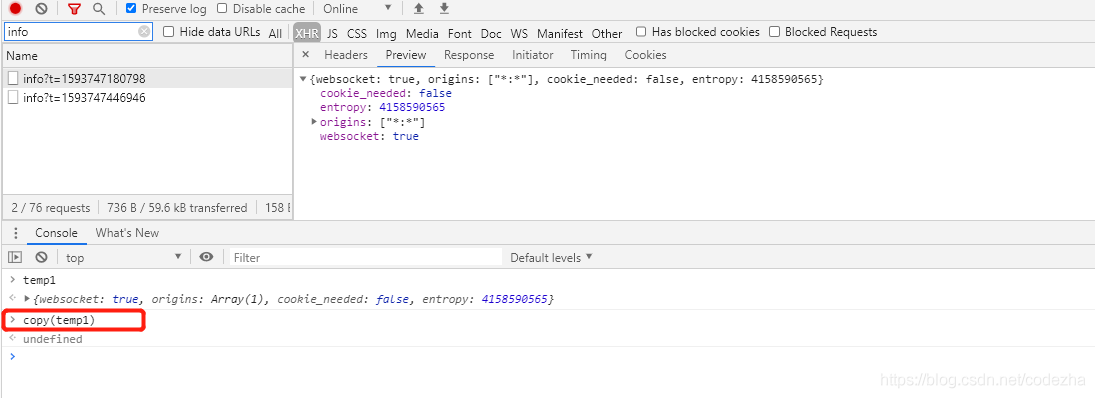 Preserve log Disable cache Online
info Hide data URLs All XHR JS CSS Img Media Font Doc WS Manifest Other Has blocked cookies Blocked Requests
Name
× Headers Preview Response Initiator Timing Cookies
info?t=1593747180798
info?t=1593747446946
{websocket: true, origins: ["*:*"], cookie_needed: false, entropy: 4158590565}
cookie_needed: false
entropy: 4158590565
origins: ["*:*"]
websocket: true
2 / 76 requests 736 B / 59.6 kB transferred 158 B
Console What's New
top Filter Default levels
temp1
{websocket: true, origins: Array(1), cookie_needed: false, entropy: 4158590565}
copy(temp1)
undefined
https://blog.csdn.net/codezha